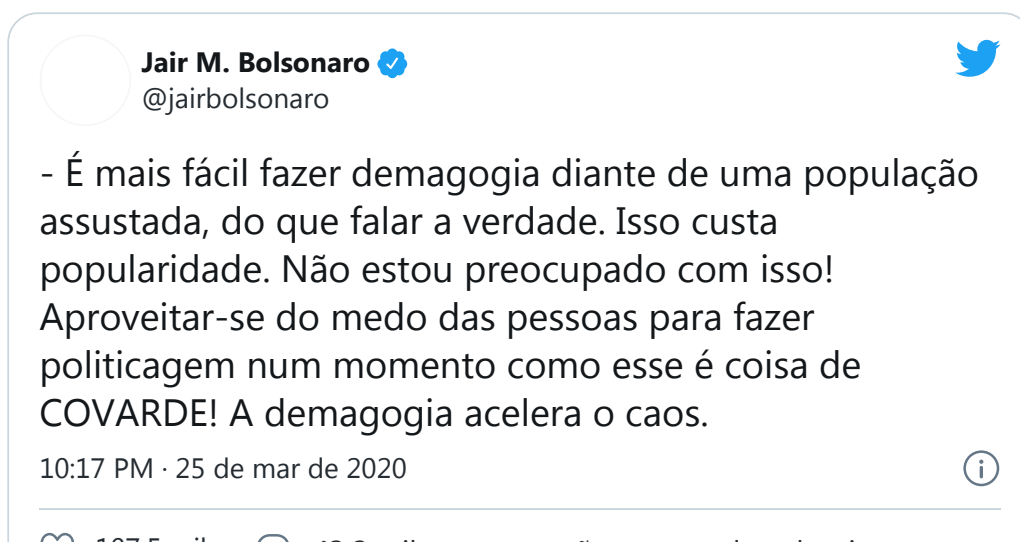 Jair M. Bolsonaro
@jairbolsonaro
- É mais fácil fazer demagogia diante de uma população
assustada, do que falar a verdade. Isso custa
popularidade. Não estou preocupado com isso!
Aproveitar-se do medo das pessoas para fazer
politicagem num momento como esse é coisa de
COVARDE! A demagogia acelera o caos.
10:17 PM · 25 de mar de 2020